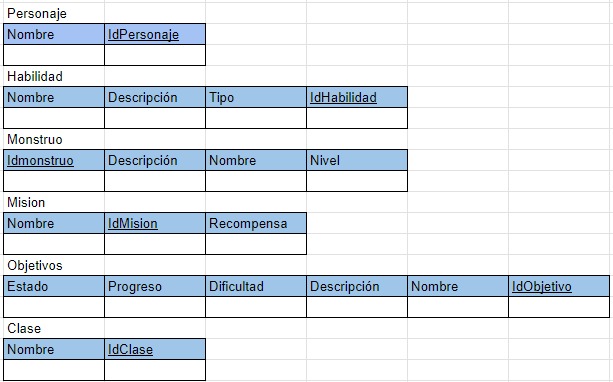 Personaje
Nombre IdPersonaje
Habilidad
Nombre Descripción Tipo IdHabilidad
Monstruo
Idmonstruo Descripción Nombre Nivel
Mision
Nombre IdMision Recompensa
Objetivos
Estado Progreso Dificultad Descripción Nombre IdObjetivo
Clase
Nombre IdClase